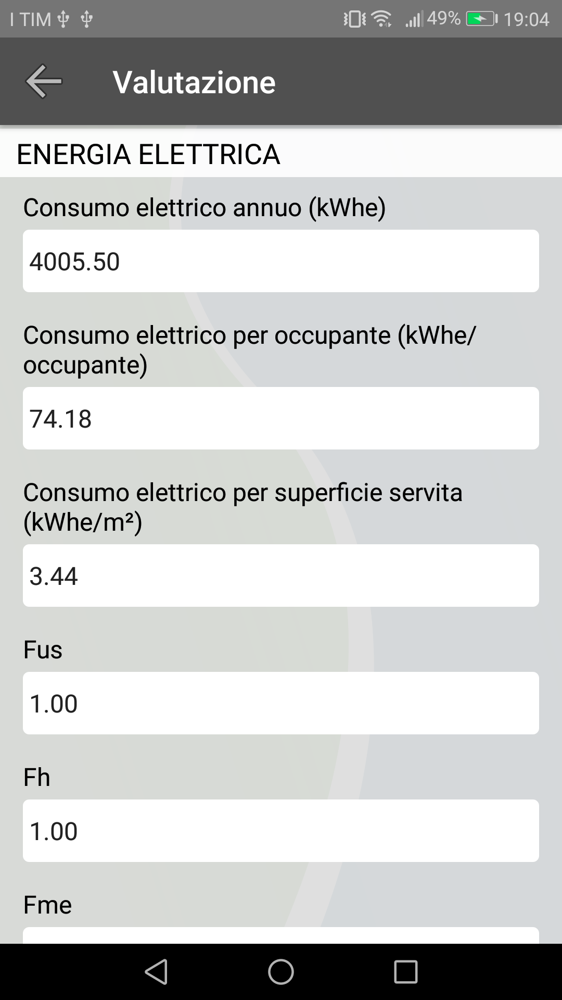 I TIM 49% 19:04
Valutazione
ENERGIA ELETTRICA
Consumo elettrico annuo (kWhe)
4005.50
Consumo elettrico per occupante (kWhe/
occupante)
74.18
Consumo elettrico per superficie servita
(kWhe/m²)
3.44
Fus
1.00
Fh
1.00
Fme